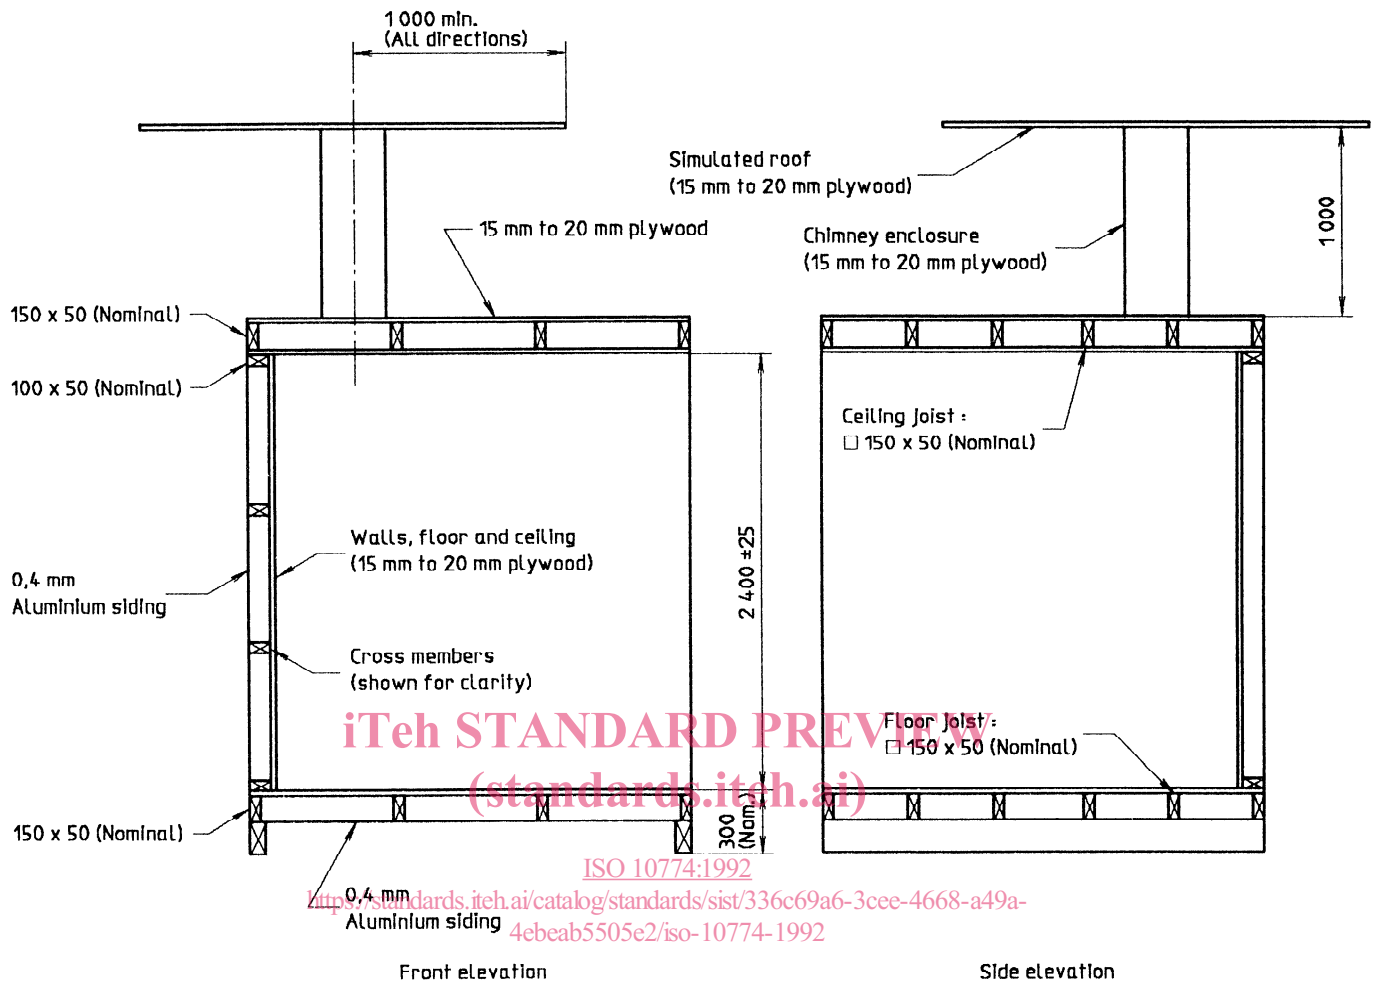 1 000 min.
(All directions)
Simulated roof
(15 mm to 20 mm plywood)
15 mm to 20 mm plywood
Chimney enclosure
(15 mm to 20 mm plywood)
1 000
150 x 50 (Nominal)
100 x 50 (Nominal)
Ceiling joist :
□ 150 x 50 (Nominal)
Walls, floor and ceiling
(15 mm to 20 mm plywood)
2 400 ±25
0,4 mm
Aluminium siding
Cross members
(shown for clarity)
iTeh STANDARD PREVIEW
(standards.iteh.ai)
Floor joist :
□ 150 x 50 (Nominal)
150 x 50 (Nominal)
300
(Nom.)
ISO 10774:1992
https://standards.iteh.ai/catalog/standards/sist/336c69a6-3cee-4668-a49a-
4ebeab5505e2/iso-10774-1992
0,4 mm
Aluminium siding
Front elevation
Side elevation